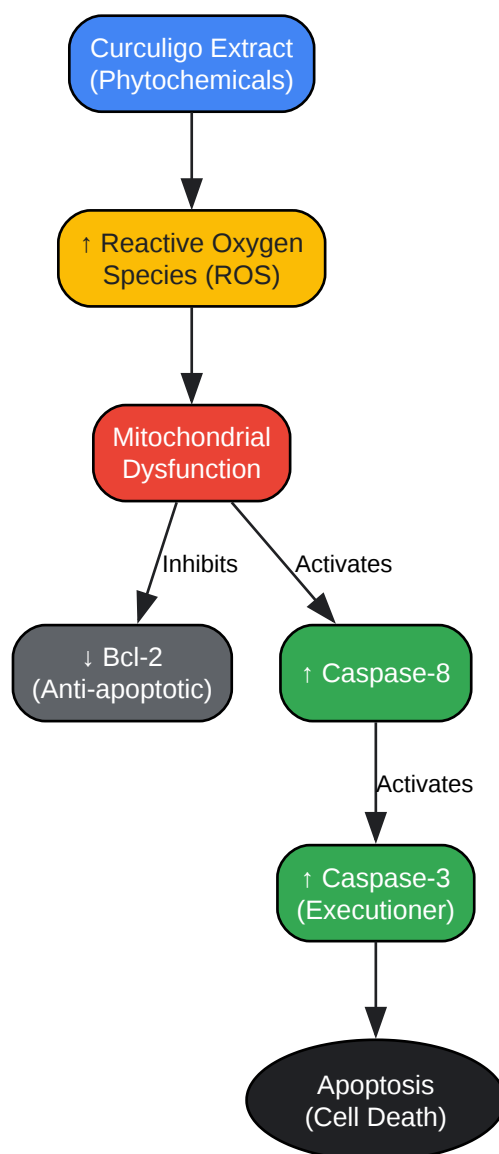 Curculigo Extract
(Phytochemicals)
↑ Reactive Oxygen
Species (ROS)
Mitochondrial
Dysfunction
Inhibits
Activates
↓ Bcl-2
(Anti-apoptotic)
↑ Caspase-8
Activates
↑ Caspase-3
(Executioner)
Apoptosis
(Cell Death)